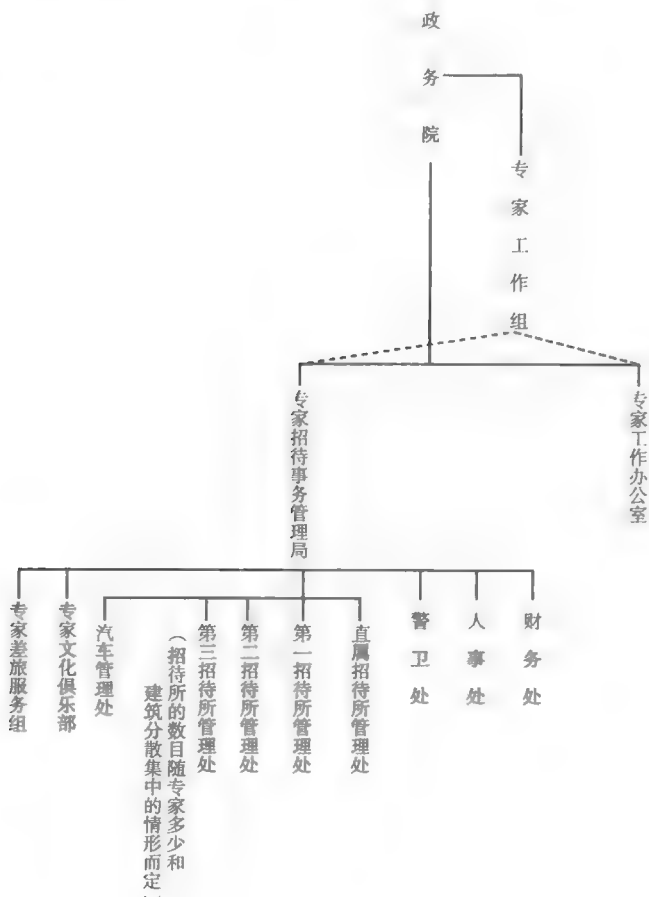 政务院
专家工作组
专家工作办公室
专家招待事务管理局
财务处
人事处
警卫处
直属招待所管理处
第一招待所管理处
第二招待所管理处
第三招待所管理处
（招待所的数目随专家多少和
建筑分散集中的情形而定
汽车管理处
专家文化俱乐部
专家差旅服务组